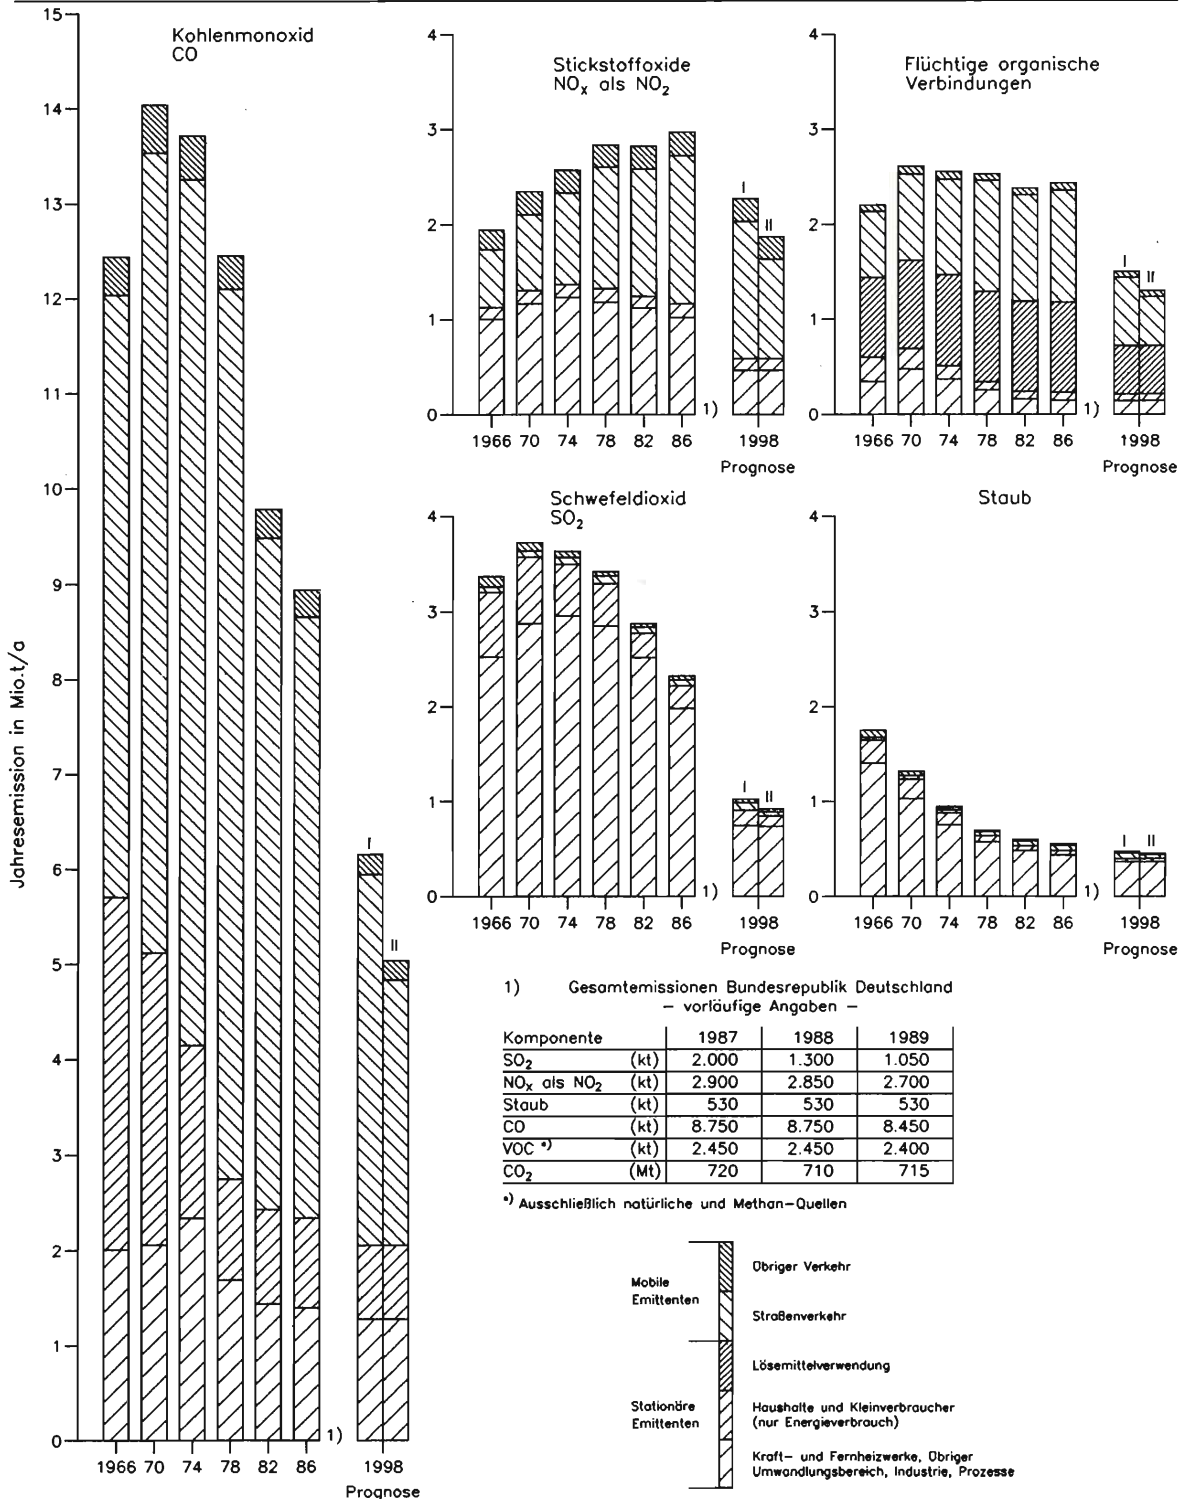 Jahresemission in Mio.t/a
Kohlenmonoxid
CO
15
14
13
12
11
10
9
8
7
6
5
4
3
2
1
0
I
II
1)
1966 70 74 78 82 86 1998
Prognose
Stickstoffoxide
NOx als NO2
4
3
2
1
0
I
II
1)
1966 70 74 78 82 86 1998
Prognose
Flüchtige organische
Verbindungen
4
3
2
1
0
I
II
1)
1966 70 74 78 82 86 1998
Prognose
Schwefeldioxid
SO2
4
3
2
1
0
I
II
1)
1966 70 74 78 82 86 1998
Prognose
Staub
4
3
2
1
0
I II
1)
1966 70 74 78 82 86 1998
Prognose
1) Gesamtemissionen Bundesrepublik Deutschland
– vorläufige Angaben –
Komponente 1987 1988 1989
SO2 (kt) 2.000 1.300 1.050
NOx als NO2 (kt) 2.900 2.850 2.700
Staub (kt) 530 530 530
CO (kt) 8.750 8.750 8.450
VOC *) (kt) 2.450 2.450 2.400
CO2 (Mt) 720 710 715
*) Ausschließlich natürliche und Methan-Quellen
Mobile
Emittenten
Übriger Verkehr
Straßenverkehr
Stationäre
Emittenten
Lösemittelverwendung
Haushalte und Kleinverbraucher
(nur Energieverbrauch)
Kraft- und Fernheizwerke, Übriger
Umwandlungsbereich, Industrie, Prozesse